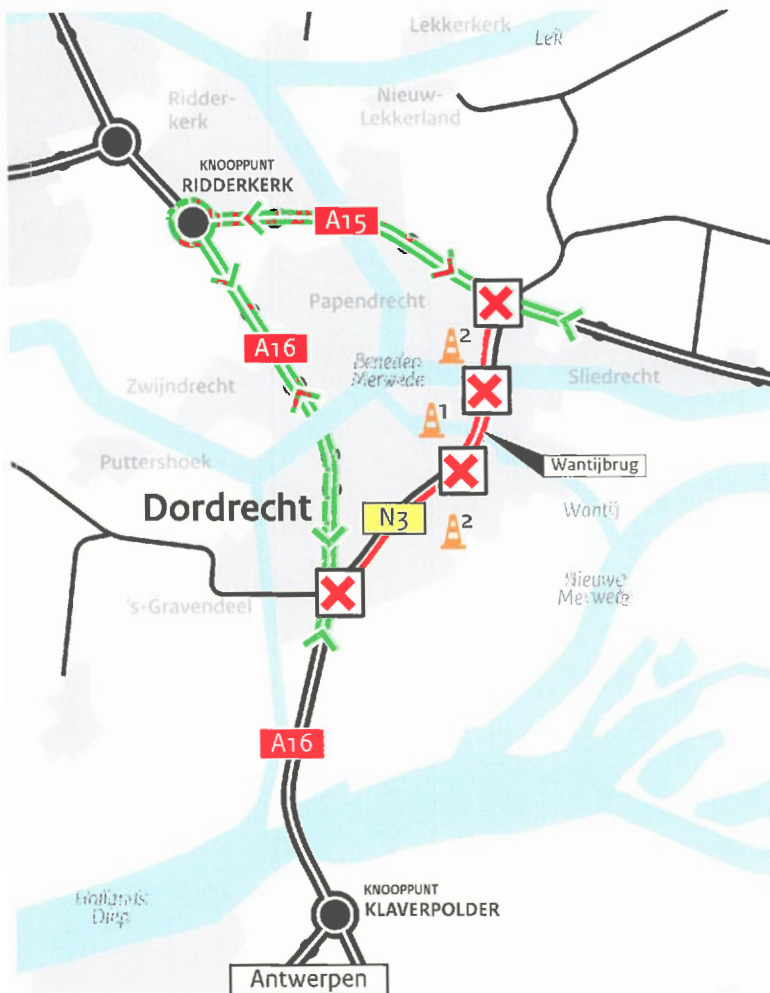 Lekkerkerk
Lek
Ridder-
kerk
Nieuw-
Lekkerland
KNOOPPUNT
RIDDERKERK
A15
Papendrecht
2
A16
Beneden
Merwede
Zwijndrecht
Sliedrecht
1
Puttershoek
Wantijbrug
Dordrecht
N3
2
Wantij
Nieuwe
Merwede
's-Gravendeel
A16
Hollands
Diep
KNOOPPUNT
KLAVERPOLDER
Antwerpen